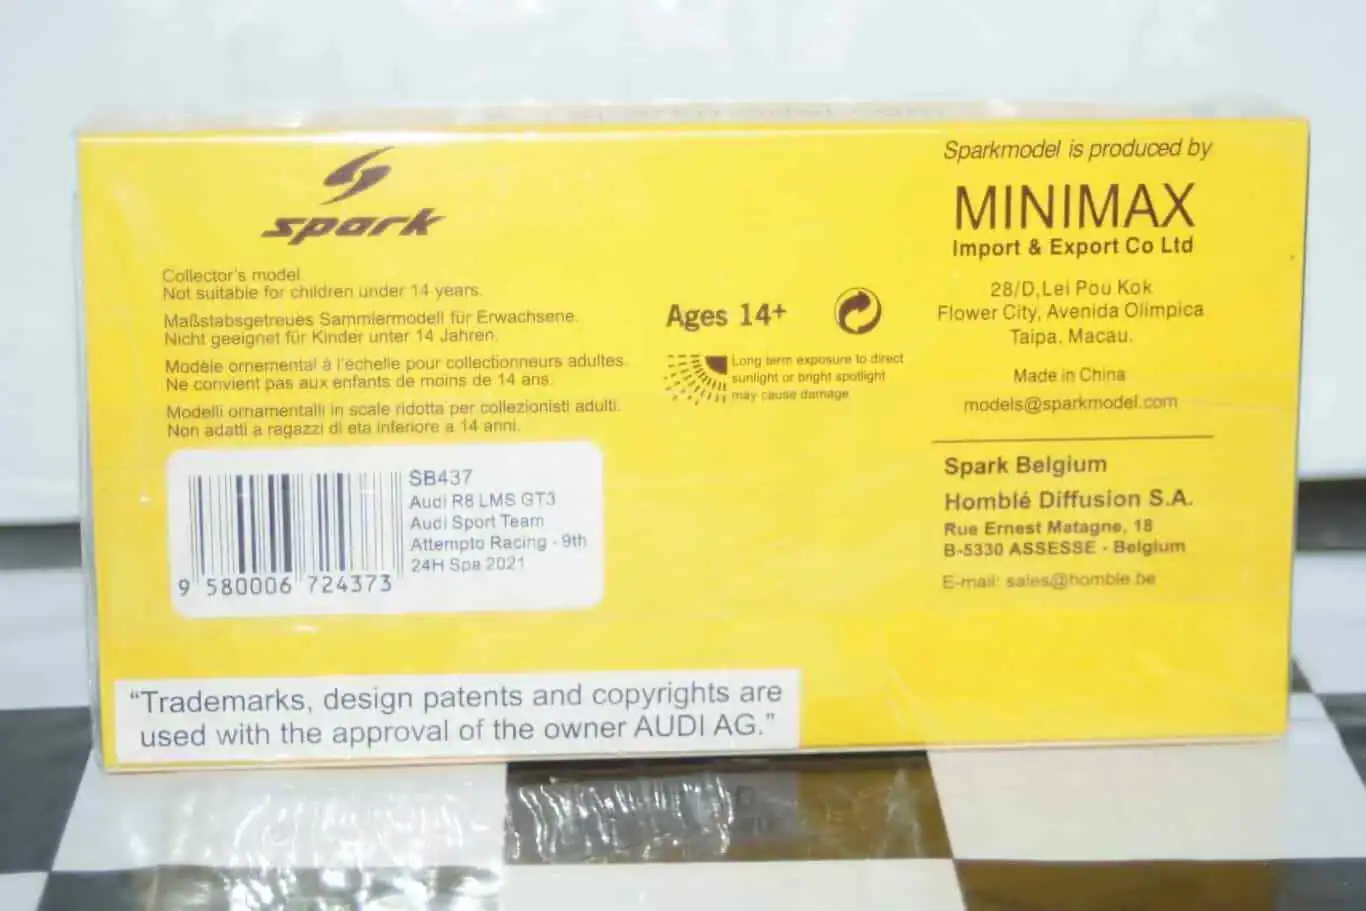 spark
Collector's model
Not suitable for children under 14 years.
Maßstabsgetreues Sammlermodell für Erwachsene.
Nicht geeignet für Kinder unter 14 Jahren.
Modèle ornemental à l'échelle pour collectionneurs adultes.
Ne convient pas aux enfants de moins de 14 ans.
Modelli ornamentalli in scale ridotta per collezionisti adulti.
Non adatti a ragazzi di eta inferiore a 14 anni.
SB437
Audi R8 LMS GT3
Audi Sport Team
Attempto Racing - 9th
24H Spa 2021
9 580006 724373
"Trademarks, design patents and copyrights are
used with the approval of the owner AUDI AG."
Ages 14+
Long term exposure to direct
sunlight or bright spotlight
may cause damage
Sparkmodel is produced by
MINIMAX
Import & Export Co Ltd
28/D,Lei Pou Kok
Flower City, Avenida Olimpica
Taipa. Macau.
Made in China
models@sparkmodel.com
Spark Belgium
Homblé Diffusion S.A.
Rue Ernest Matagne, 18
B-5330 ASSESSE - Belgium
E-mail: sales@homble.be